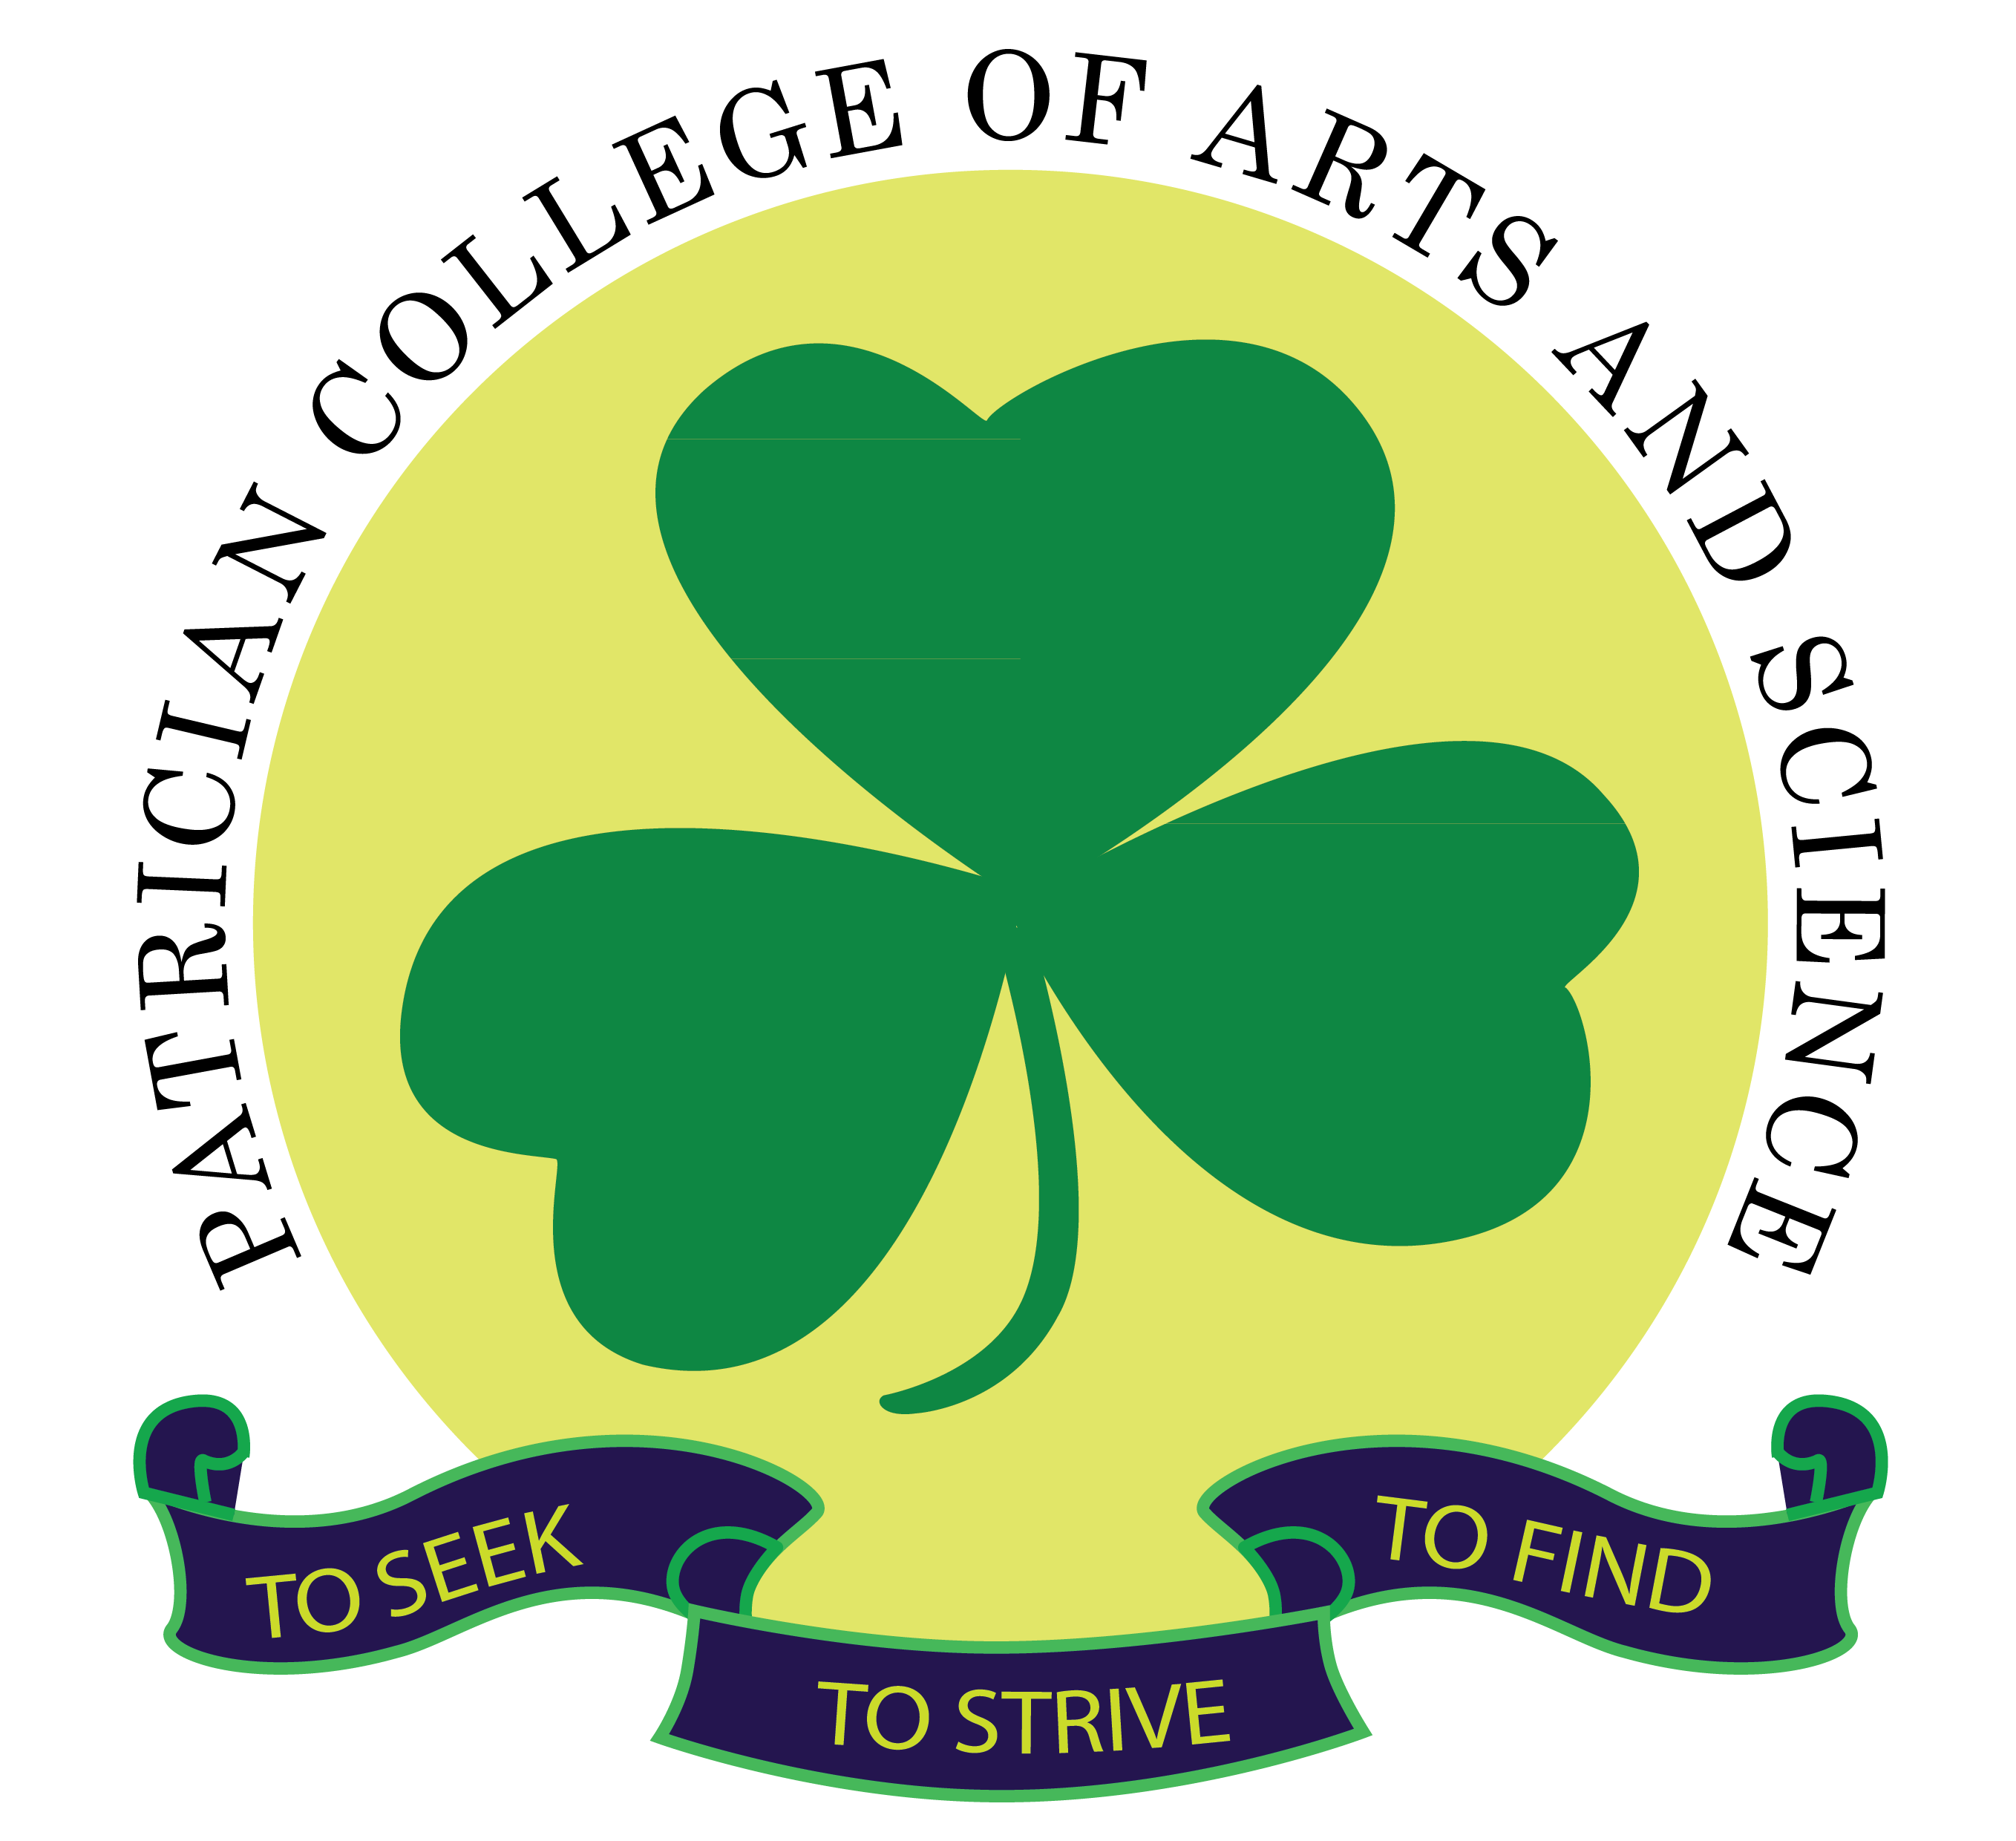 PATRICIAN COLLEGE OF ARTS AND SCIENCE
TO SEEK
TO STRIVE
TO FIND